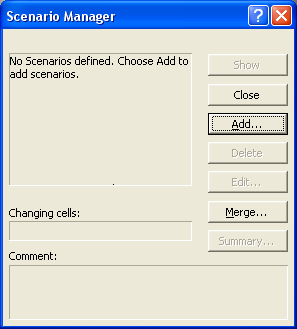 Scenario Manager
?
No Scenarios defined. Choose Add to
add scenarios.
Show
Close
Add...
Delete
Edit...
Changing cells:
Merge...
Summary...
Comment: